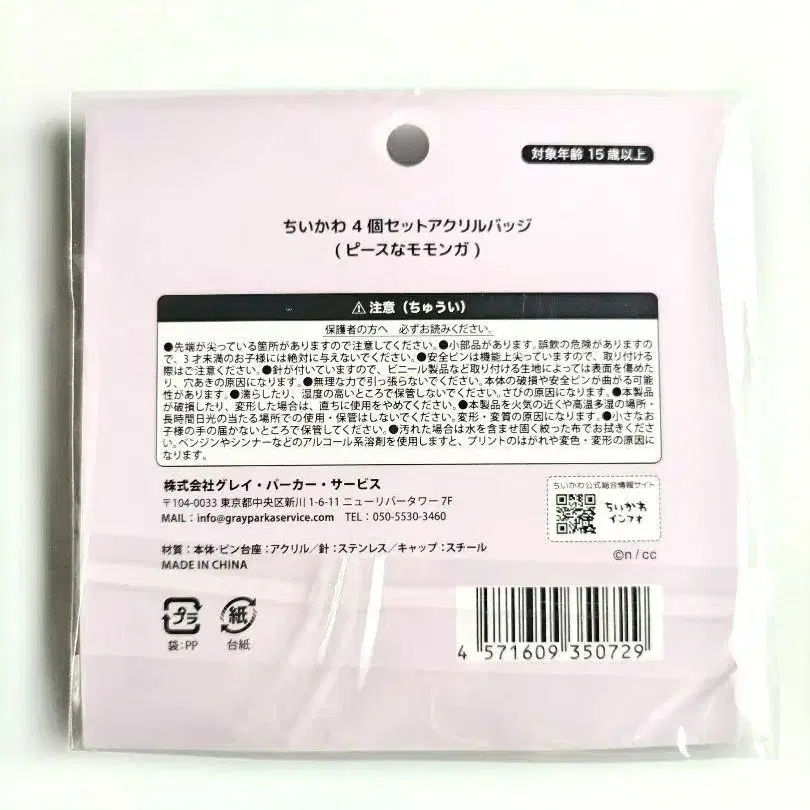 対象年齢 15歳以上
ちいかわ 4個セットアクリルバッジ
(ピースなモモンガ)
⚠注意（ちゅうい）
保護者の方へ 必ずお読みください。
●先端が尖っている箇所がありますので注意してください。●小部品があります。誤飲の危険がありますの
で、3才未満のお子様には絶対に与えないでください。●安全ピンは機能上尖っていますので、取り付ける
際はご注意ください。●針が付いていますので、ビニール製品など取り付ける生地によっては表面を傷めた
り、穴あきの原因になります。●無理な力で引っ張らないでください。本体の破損や安全ピンが曲がる可能
性があります。●濡らしたり、湿度の高いところで保管しないでください。さびの原因になります。●本製品
が破損したり、変形した場合は、直ちに使用をやめてください。●本製品を火気の近くや高温多湿の場所・
長時間日光の当たる場所での使用・保管はしないでください。変形・変質の原因になります。●小さなお
子様の手の届かないところで保管してください。●汚れた場合は水を含ませ固く絞った布でお拭きくださ
い。ベンジンやシンナーなどのアルコール系溶剤を使用しますと、プリントのはがれや変色・変形の原因に
なります。
株式会社グレイ・パーカー・サービス
〒104-0033 東京都中央区新川 1-6-11 ニューリバータワー 7F
MAIL：info@grayparkaservice.com TEL：050-5530-3460
ちいかわ公式総合情報サイト
ちいかわ
インフォ
材質：本体・ピン台座：アクリル／針：ステンレス／キャップ：スチール
©n / cc
MADE IN CHINA
プラ
紙
袋：PP
台紙
4 571609 350729